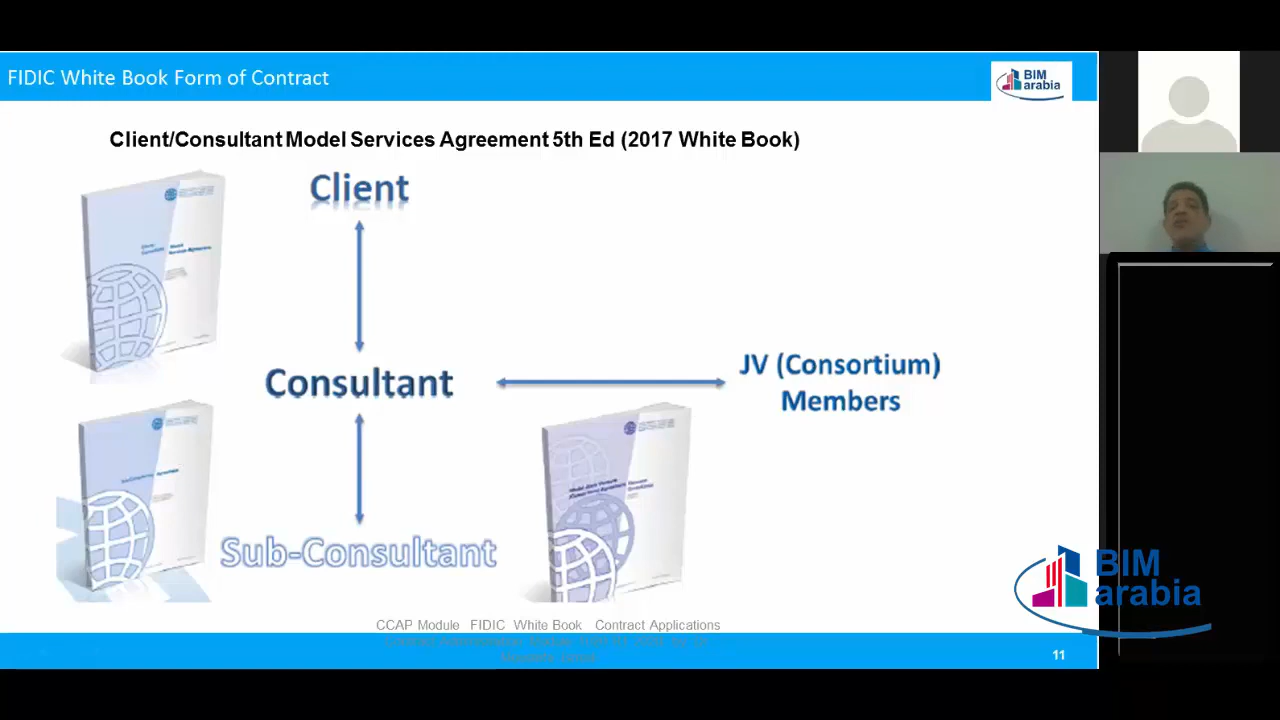 FIDIC White Book Form of Contract
BIM
arabia
Client/Consultant Model Services Agreement 5th Ed (2017 White Book)
Client
Consultant
JV (Consortium)
Members
Sub-Consultant
CCAP Module FIDIC White Book Contract Applications
11
BIM
arabia